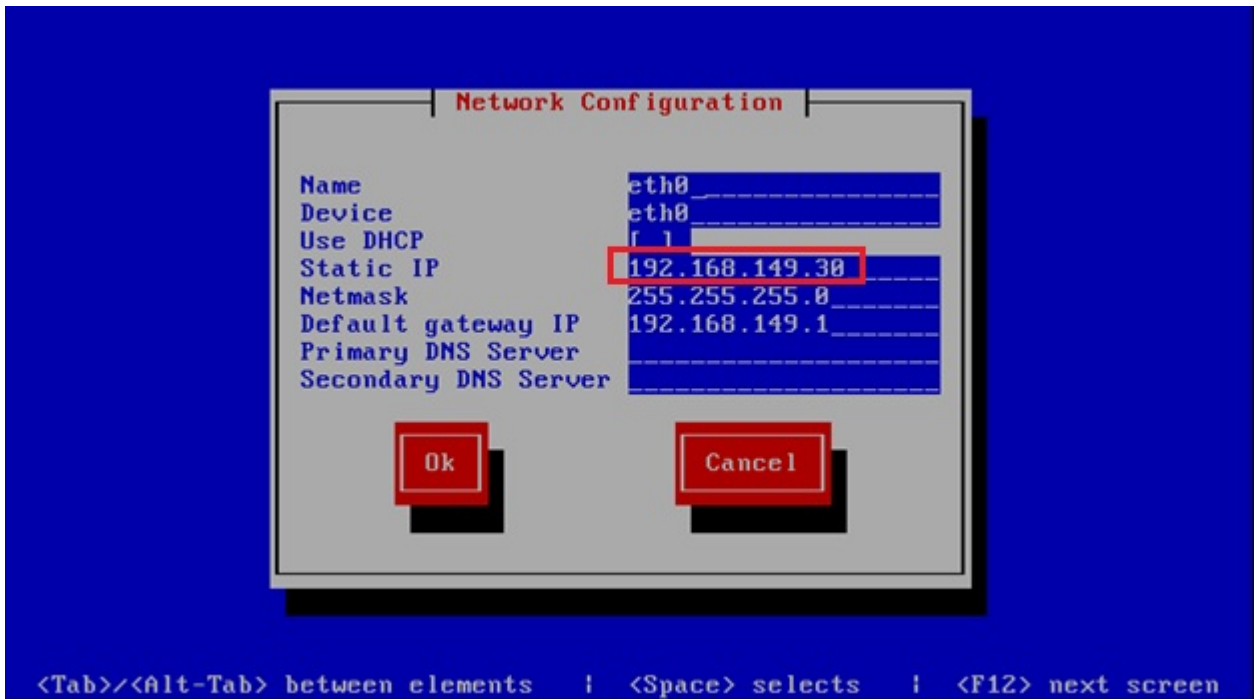 Network Configuration
Name eth0
Device eth0
Use DHCP [ ]
Static IP 192.168.149.30
Netmask 255.255.255.0
Default gateway IP 192.168.149.1
Primary DNS Server
Secondary DNS Server
Ok Cancel
<Tab>/<Alt-Tab> between elements | <Space> selects | <F12> next screen